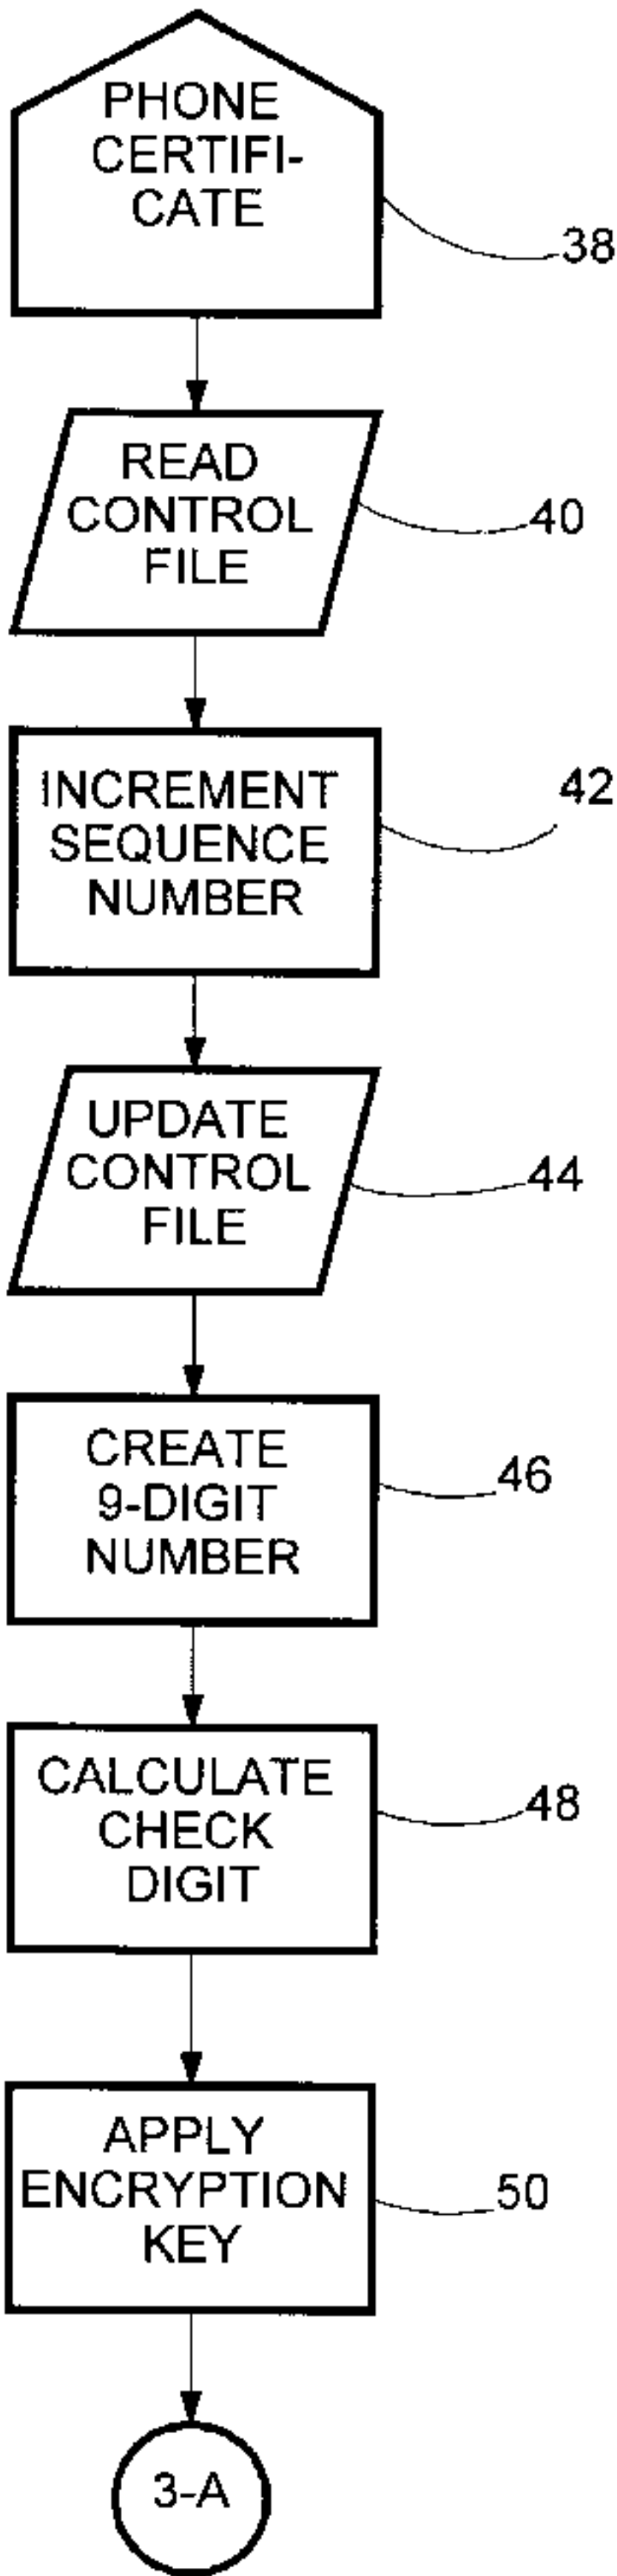 PHONE
CERTIFI-
CATE
38
READ
CONTROL
FILE
40
INCREMENT
SEQUENCE
NUMBER
42
UPDATE
CONTROL
FILE
44
CREATE
9-DIGIT
NUMBER
46
CALCULATE
CHECK
DIGIT
48
APPLY
ENCRYPTION
KEY
50
3-A